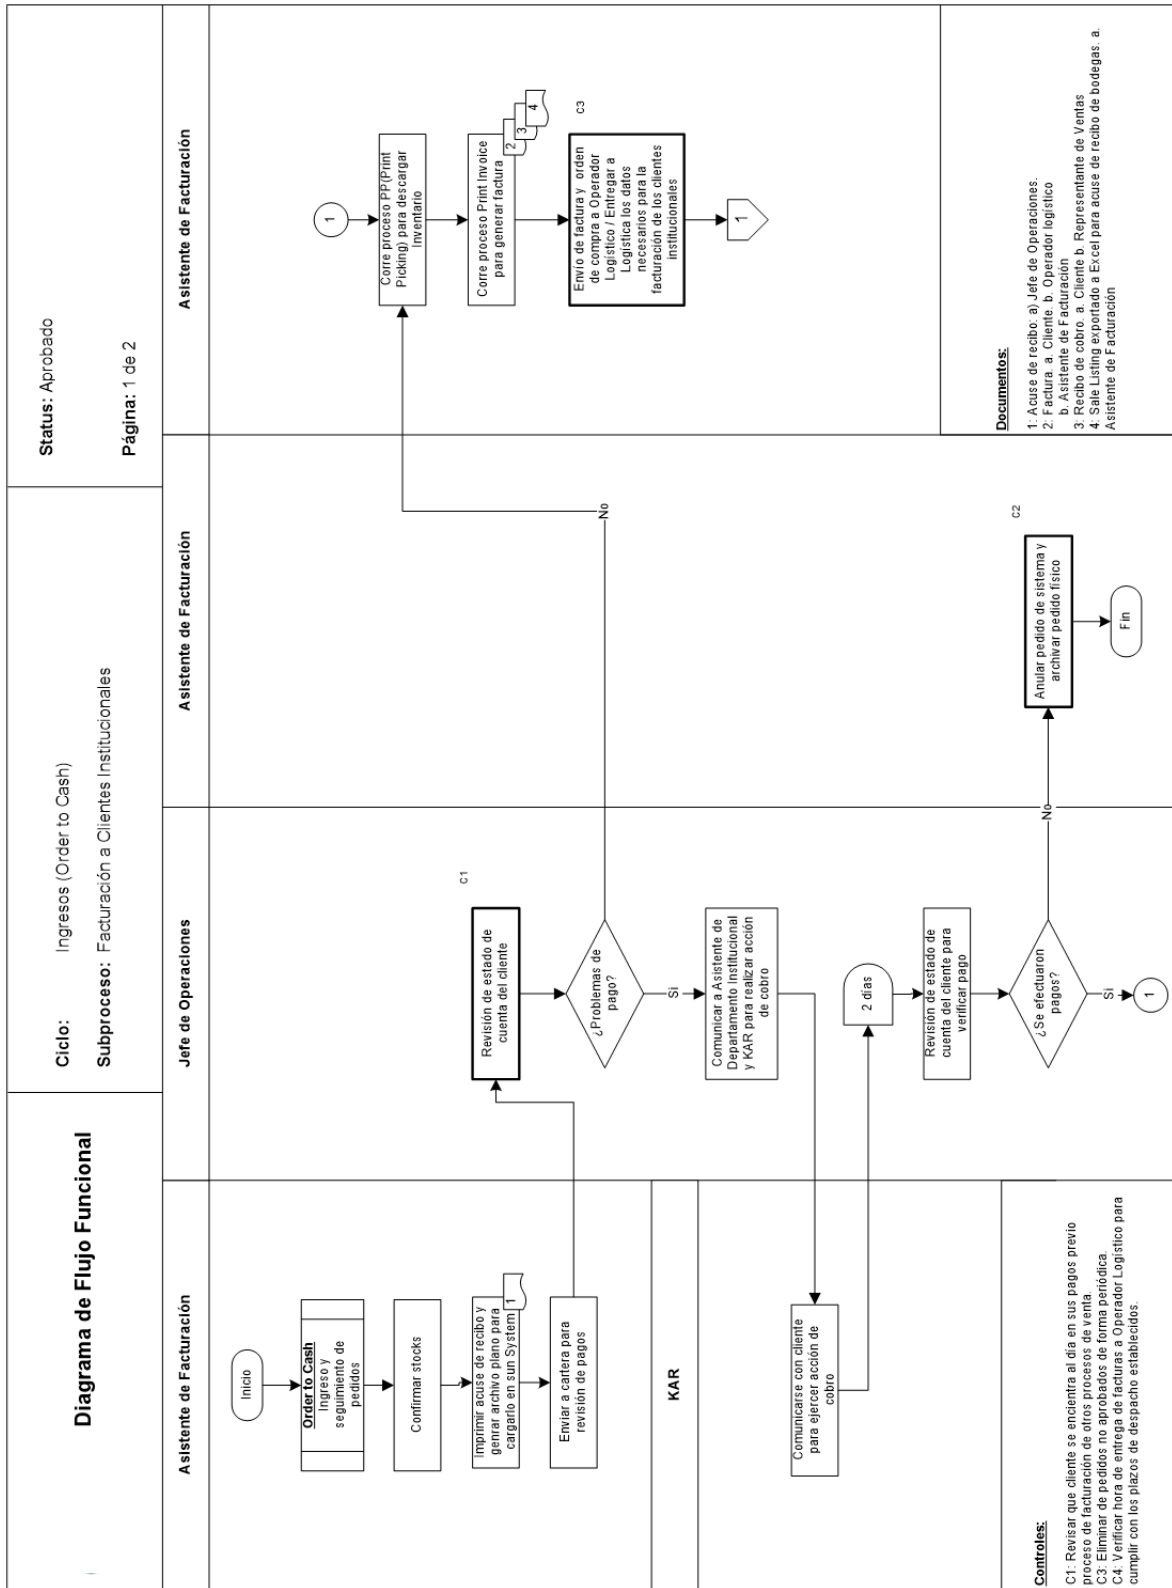 Diagrama de Flujo Funcional
Ciclo: Ingresos (Order to Cash)
Subproceso: Facturación a Clientes Institucionales
Status: Aprobado
Página: 1 de 2
Asistente de Facturación
Jefe de Operaciones
Asistente de Facturación
Asistente de Facturación
Inicio
Order to Cash
Ingreso y
seguimiento de
pedidos
Confirmar stocks
Imprimir acuse de recibo y
genrar archivo plano para
cargarlo en sun System
1
Enviar a cartera para
revisión de pagos
KAR
Comunicarse con cliente
para ejercer acción de
cobro
Controles:
C1: Revisar que cliente se encuentra al día en sus pagos previo
proceso de facturación de otros procesos de venta.
C3: Eliminar de pedidos no aprobados de forma periódica.
C4: Verificar hora de entrega de facturas a Operador Logístico para
cumplir con los plazos de despacho establecidos.
C1
Revisión de estado de
cuenta del cliente
¿Problemas de
pago?
No
Si
Comunicar a Asistente de
Departamento Institucional
y KAR para realizar acción
de cobro
2 días
Revisión de estado de
cuenta del cliente para
verificar pago
¿Se efectuaron
pagos?
No
Si
1
C2
Anular pedido de sistema y
archivar pedido físico
Fin
1
Corre proceso PP(Print
Picking) para descargar
Inventario
Corre proceso Print Invoice
para generar factura
2
3
4
C3
Envío de factura y orden
de compra a Operador
Logístico / Entregar a
Logística los datos
necesarios para la
facturación de los clientes
institucionales
1
Documentos:
1: Acuse de recibo: a) Jefe de Operaciones.
2: Factura. a. Cliente. b. Operador logístico
b. Asistente de Facturación
3: Recibo de cobro. a. Cliente b. Representante de Ventas
4: Sale Listing exportado a Excel para acuse de recibo de bodegas. a.
Asistente de Facturación